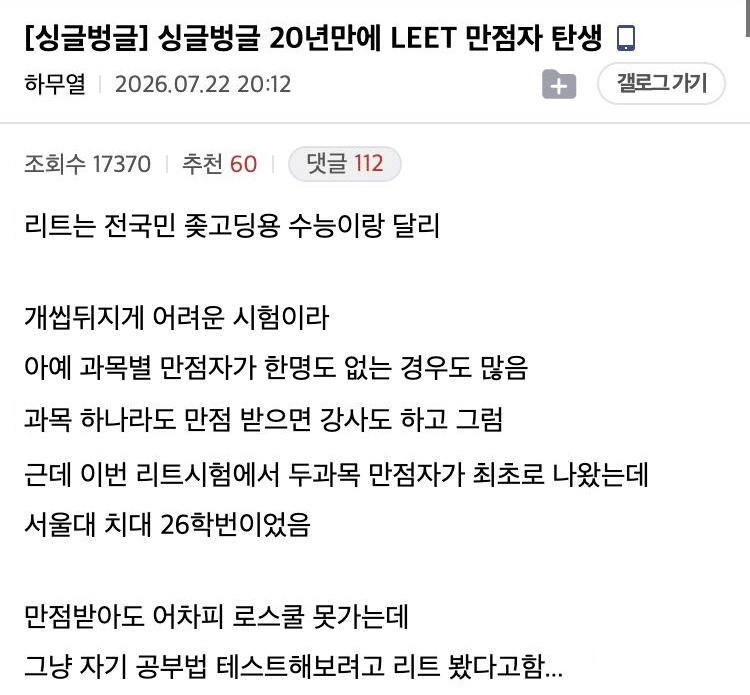 [싱글벙글] 싱글벙글 20년만에 LEET 만점자 탄생
하무열 2026.07.22 20:12 갤로그 가기
조회수 17370 추천 60 댓글 112
리트는 전국민 좆고딩용 수능이랑 달리
개씹뒤지게 어려운 시험이라
아예 과목별 만점자가 한명도 없는 경우도 많음
과목 하나라도 만점 받으면 강사도 하고 그럼
근데 이번 리트시험에서 두과목 만점자가 최초로 나왔는데
서울대 치대 26학번이었음
만점받아도 어차피 로스쿨 못가는데
그냥 자기 공부법 테스트해보려고 리트 봤다고함...